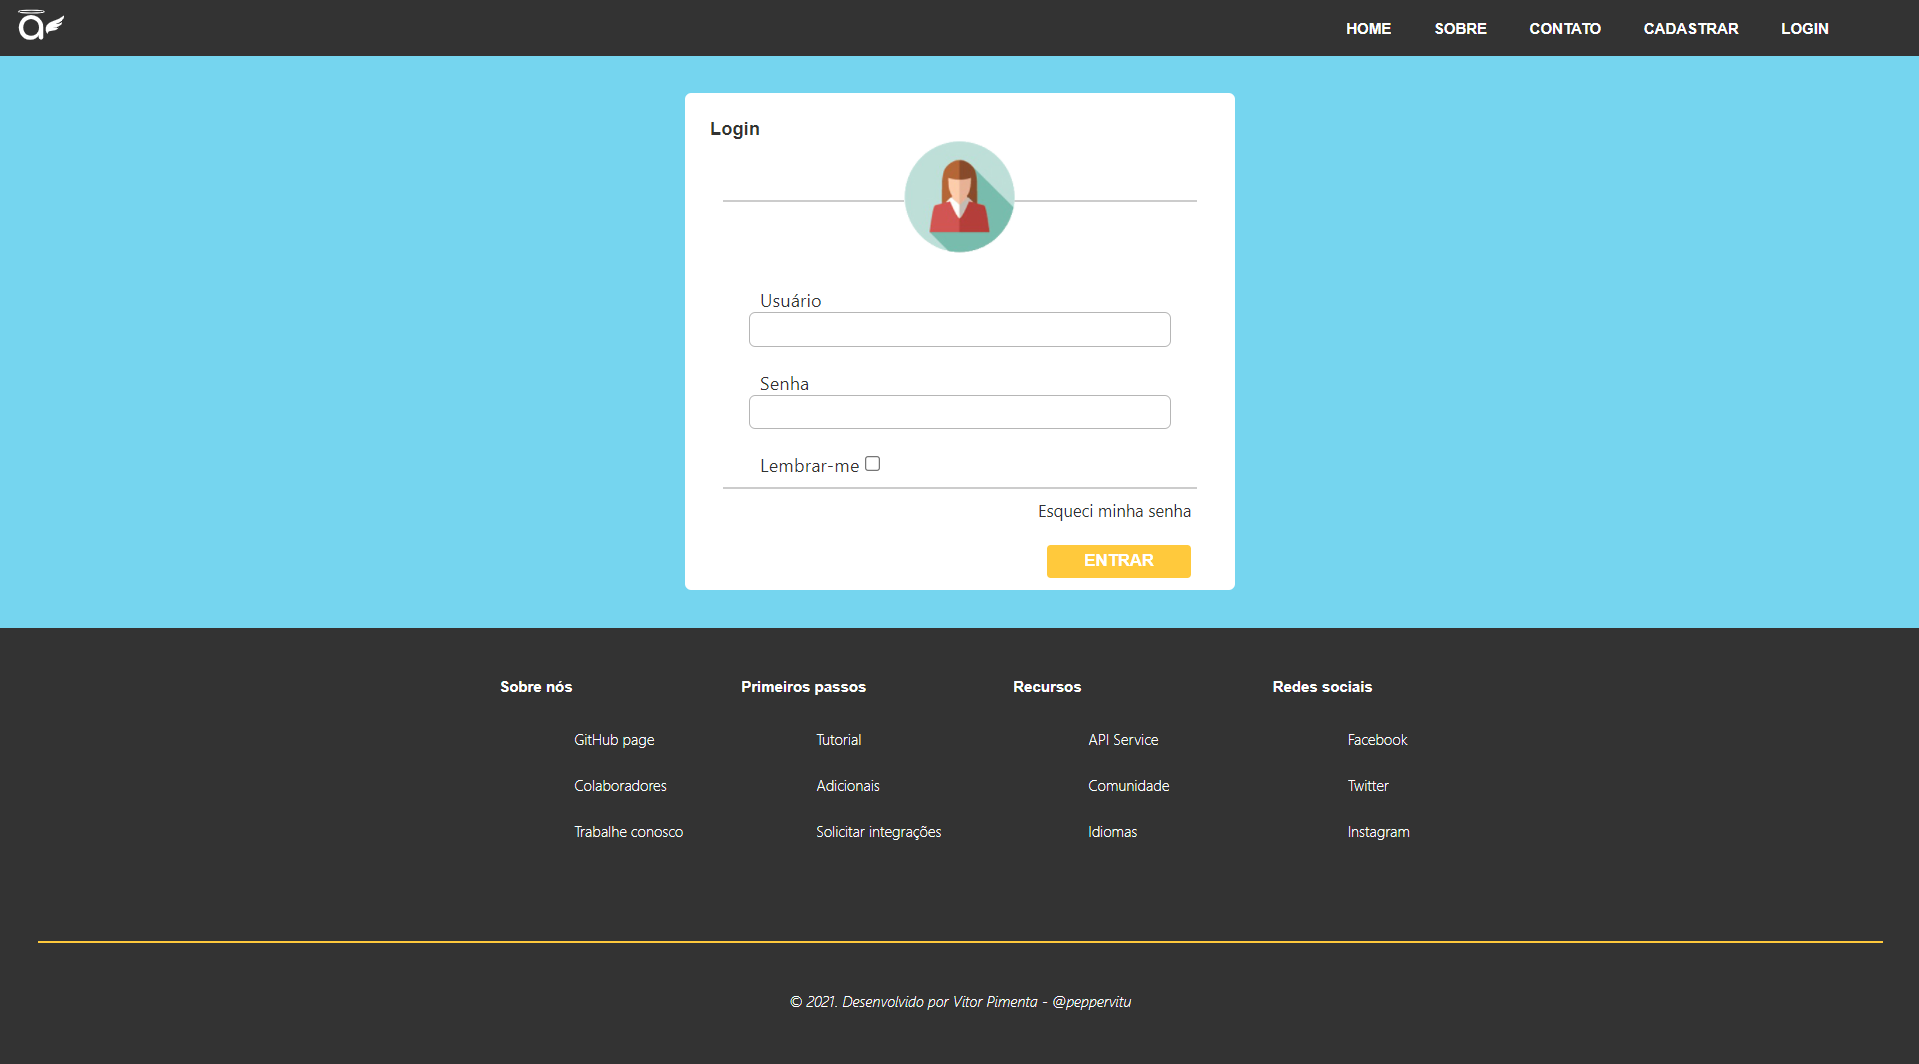 HOME SOBRE CONTATO CADASTRAR LOGIN
Login
Usuário
Senha
Lembrar-me
Esqueci minha senha
ENTRAR
Sobre nós
GitHub page
Colaboradores
Trabalhe conosco
Primeiros passos
Tutorial
Adicionais
Solicitar integrações
Recursos
API Service
Comunidade
Idiomas
Redes sociais
Facebook
Twitter
Instagram
© 2021. Desenvolvido por Vitor Pimenta - @peppervitu